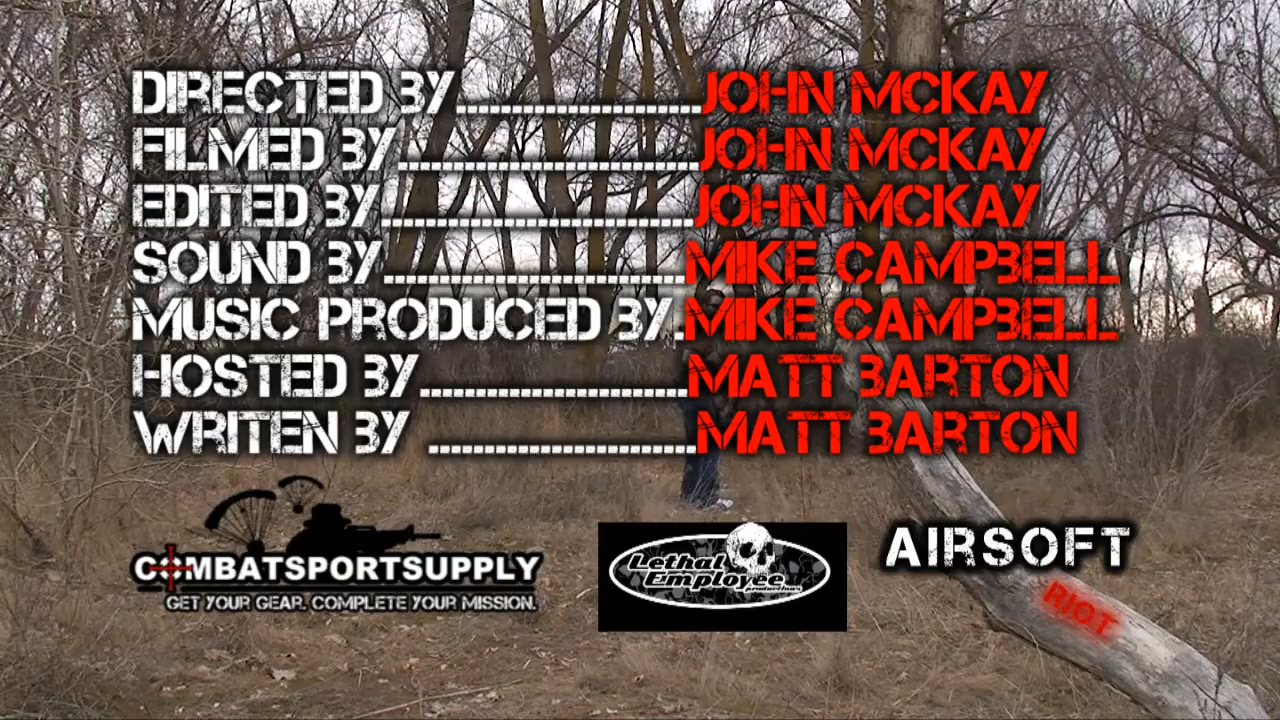 DIRECTED BY..............................JOHN MCKAY
FILMED BY.....................................JOHN MCKAY
EDITED BY.....................................JOHN MCKAY
SOUND BY.....................................MIKE CAMPBELL
MUSIC PRODUCED BY.MIKE CAMPBELL
HOSTED BY.................................MATT BARTON
WRITEN BY .................................MATT BARTON
COMBATSPORTSUPPLY
GET YOUR GEAR. COMPLETE YOUR MISSION.
Lethal
Employee
productions
AIRSOFT
RIOT